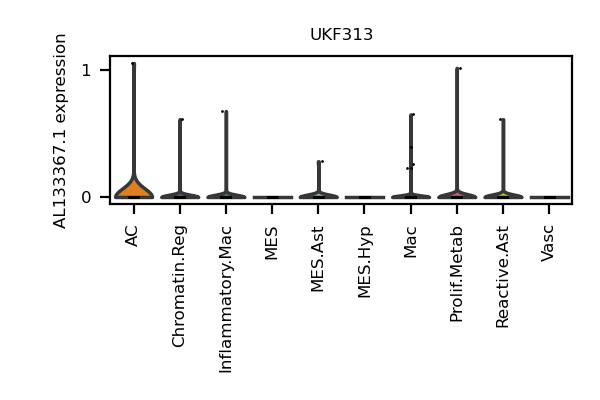 UKF313
AL133367.1 expression
1
0
AC
Chromatin.Reg
Inflammatory.Mac
MES
MES.Ast
MES.Hyp
Mac
Prolif.Metab
Reactive.Ast
Vasc